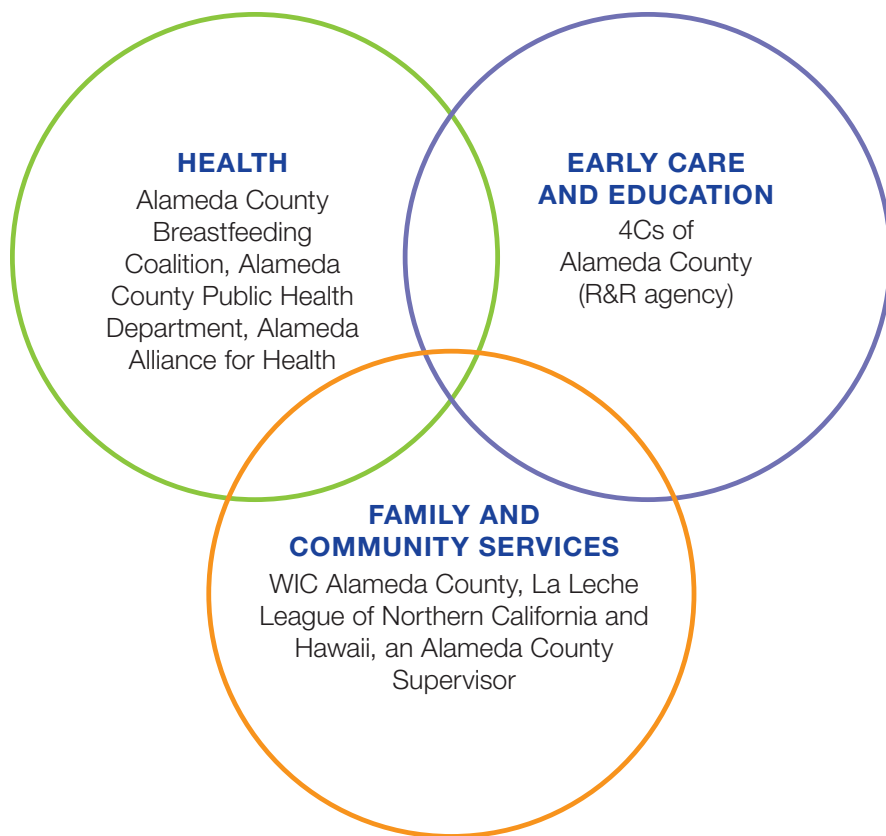 HEALTH
Alameda County
Breastfeeding
Coalition, Alameda
County Public Health
Department, Alameda
Alliance for Health
EARLY CARE
AND EDUCATION
4Cs of
Alameda County
(R&R agency)
FAMILY AND
COMMUNITY SERVICES
WIC Alameda County, La Leche
League of Northern California and
Hawaii, an Alameda County
Supervisor